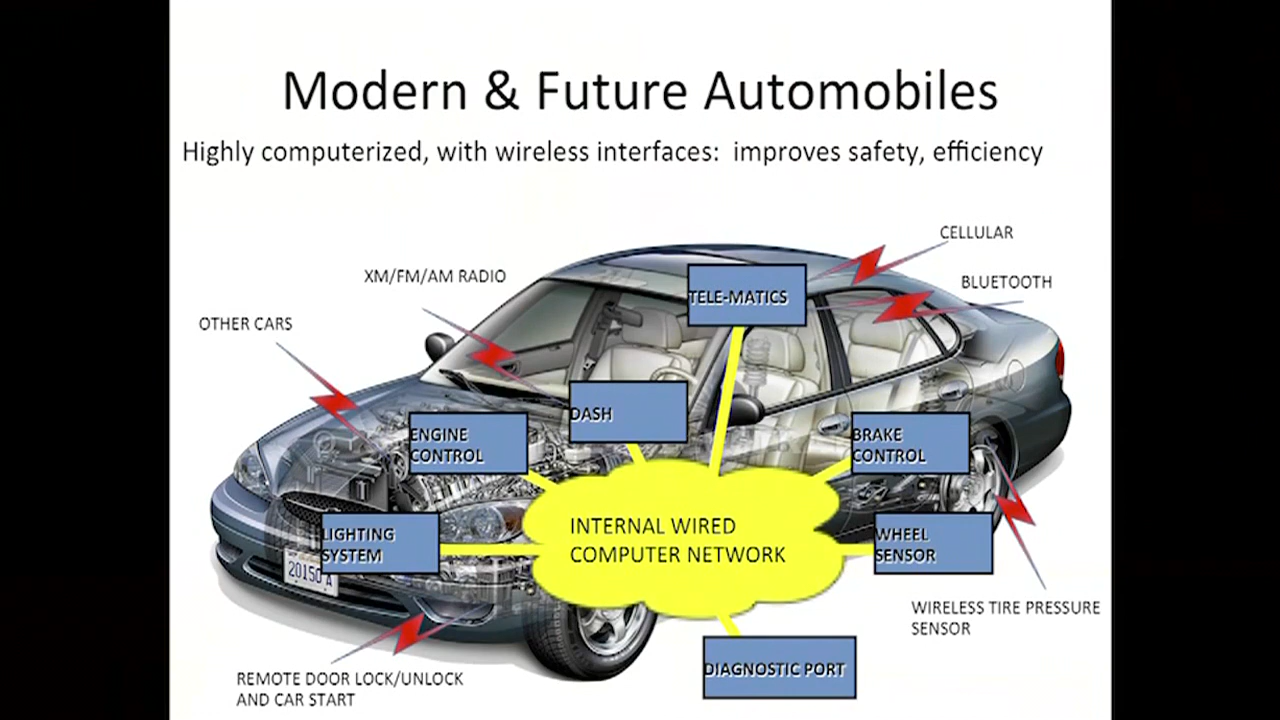 Modern & Future Automobiles
Highly computerized, with wireless interfaces: improves safety, efficiency
CELLULAR
XM/FM/AM RADIO
BLUETOOTH
TELE-MATICS
OTHER CARS
DASH
ENGINE
CONTROL
BRAKE
CONTROL
INTERNAL WIRED
COMPUTER NETWORK
LIGHTING
SYSTEM
WHEEL
SENSOR
20150 A
WIRELESS TIRE PRESSURE
SENSOR
DIAGNOSTIC PORT
REMOTE DOOR LOCK/UNLOCK
AND CAR START